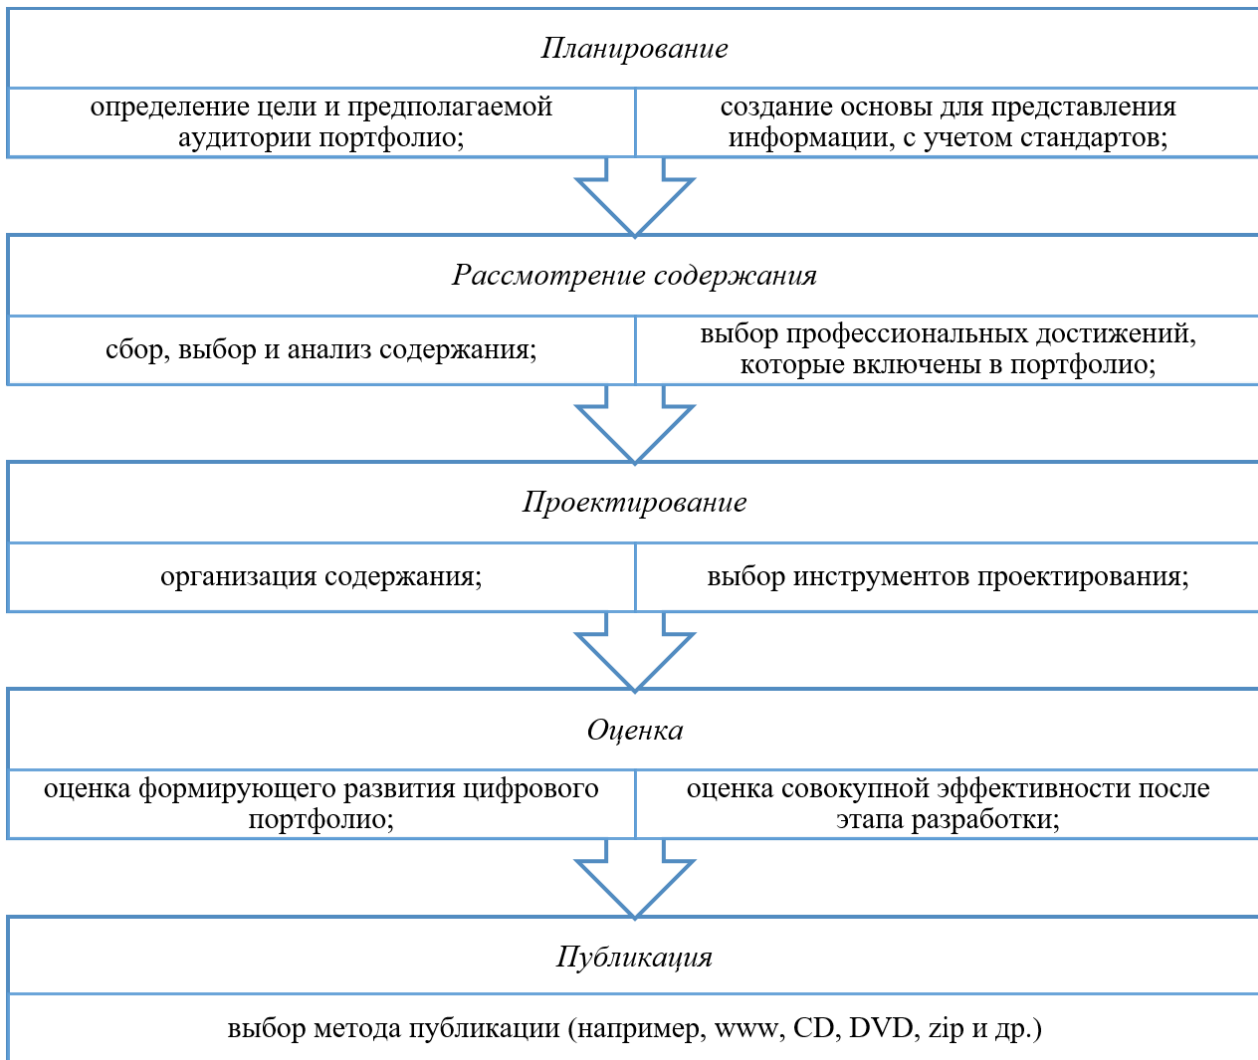 Планирование
определение цели и предполагаемой
аудитории портфолио;
создание основы для представления
информации, с учетом стандартов;
Рассмотрение содержания
сбор, выбор и анализ содержания;
выбор профессиональных достижений,
которые включены в портфолио;
Проектирование
организация содержания;
выбор инструментов проектирования;
Оценка
оценка формирующего развития цифрового
портфолио;
оценка совокупной эффективности после
этапа разработки;
Публикация
выбор метода публикации (например, www, CD, DVD, zip и др.)